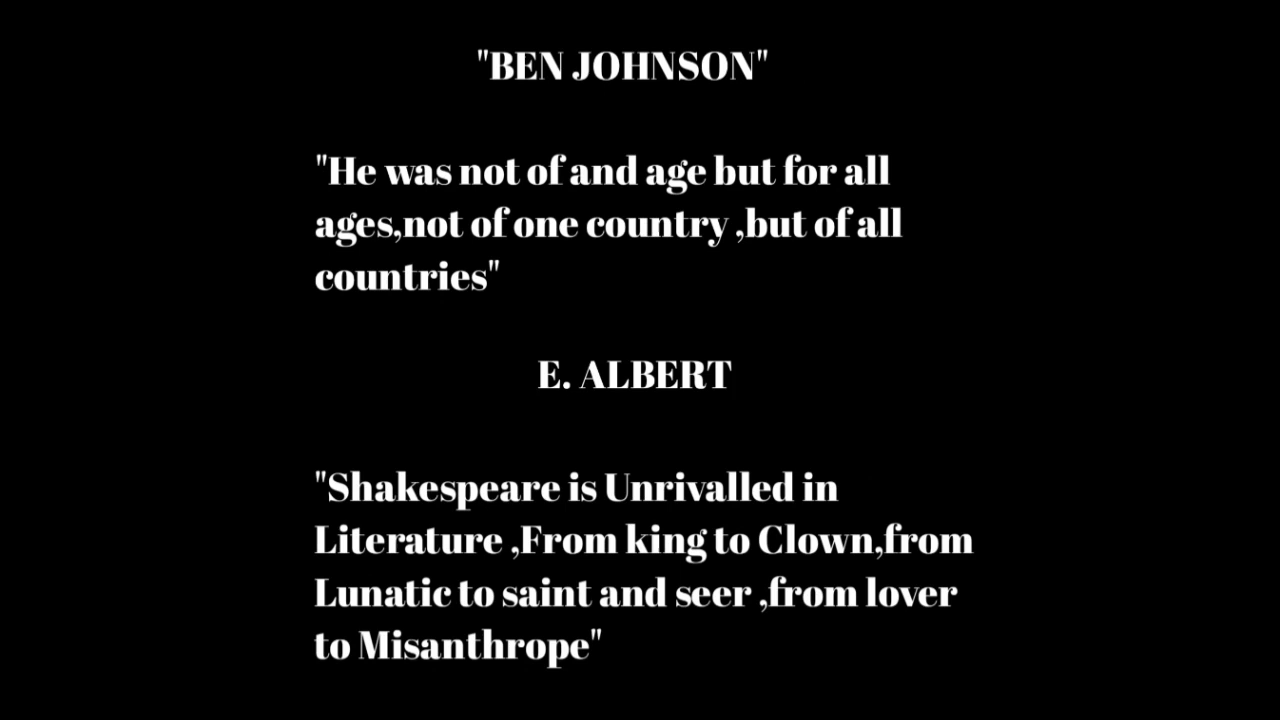 "BEN JOHNSON"
"He was not of and age but for all
ages,not of one country ,but of all
countries"
E. ALBERT
"Shakespeare is Unrivalled in
Literature ,From king to Clown,from
Lunatic to saint and seer ,from lover
to Misanthrope"